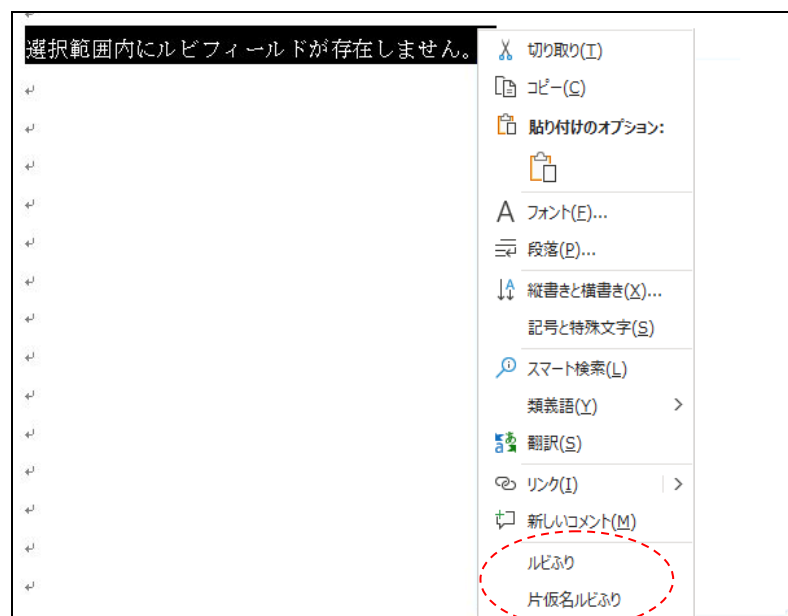 選択範囲内にルビフィールドが存在しません。
切り取り(T)
コピー(C)
貼り付けのオプション:
フォント(F)...
段落(P)...
縦書きと横書き(X)...
記号と特殊文字(S)
スマート検索(L)
類義語(Y)
翻訳(S)
リンク(I)
新しいコメント(M)
ルビふり
片仮名ルビふり